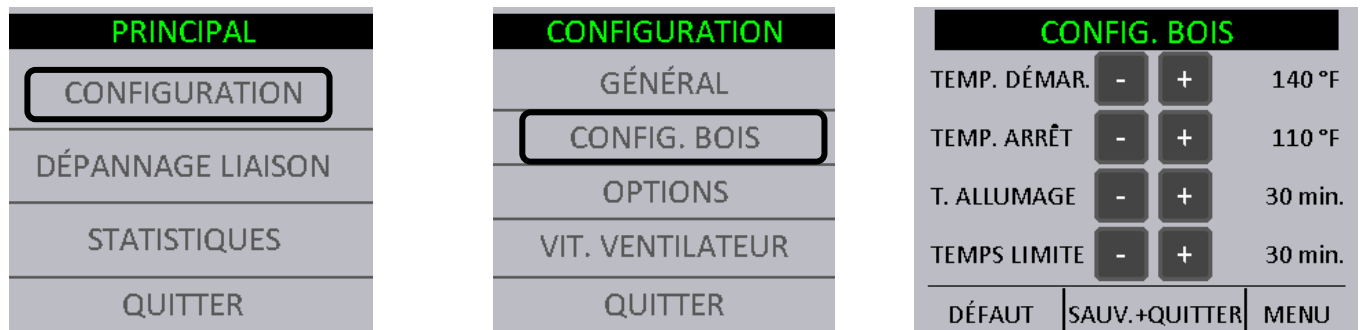 PRINCIPAL
CONFIGURATION
DÉPANNAGE LIAISON
STATISTIQUES
QUITTER
CONFIGURATION
GÉNÉRAL
CONFIG. BOIS
OPTIONS
VIT. VENTILATEUR
QUITTER
CONFIG. BOIS
TEMP. DÉMAR. - + 140 °F
TEMP. ARRÊT - + 110 °F
T. ALLUMAGE - + 30 min.
TEMPS LIMITE - + 30 min.
DÉFAUT SAUV.+QUITTER MENU